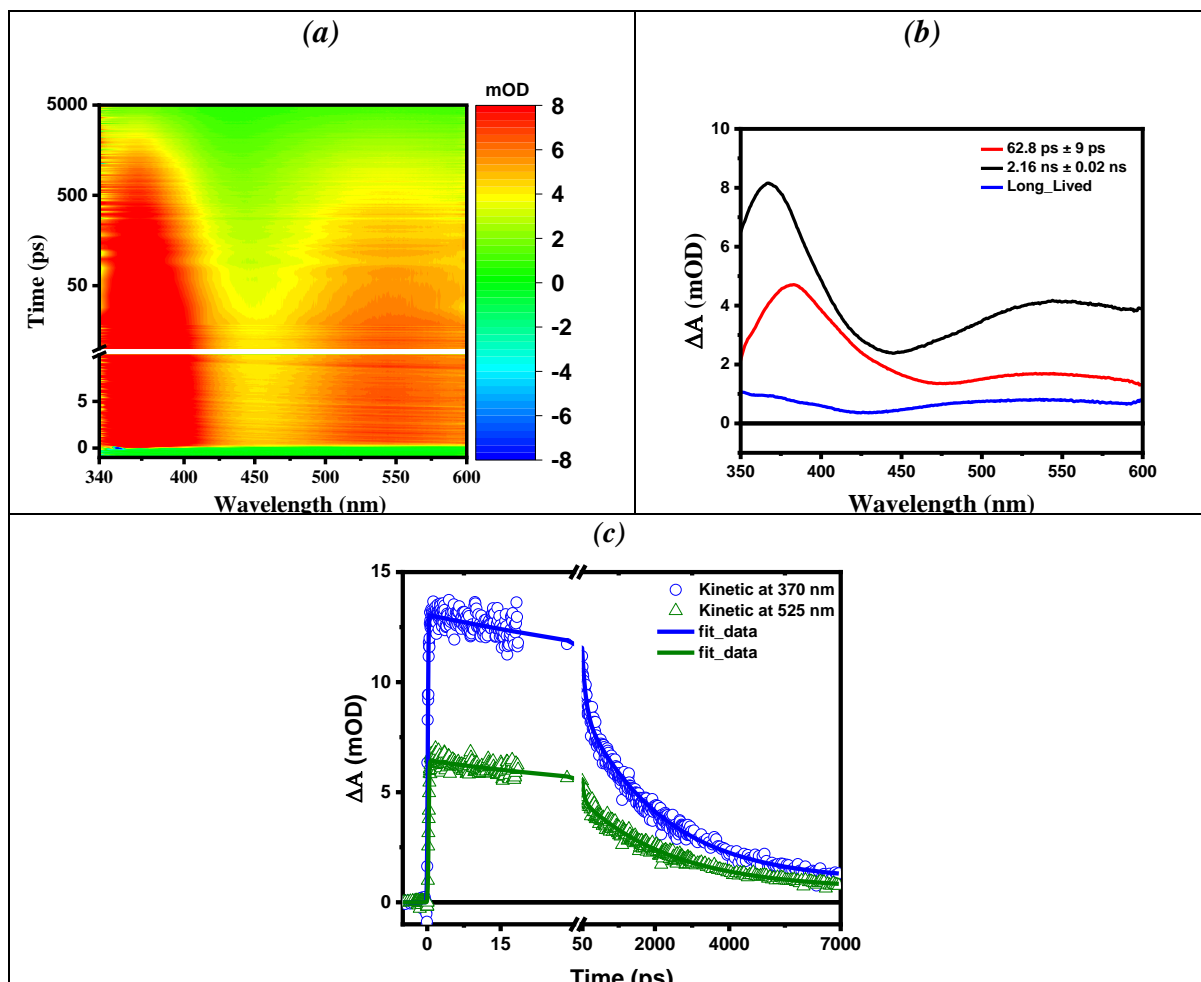 (a)
mOD
5000
500
50
5
0
Time (ps)
340 400 450 500 550 600
Wavelength (nm)
8
6
4
2
0
-2
-4
-6
-8
(b)
10
8
6
4
2
0
ΔA (mOD)
62.8 ps ± 9 ps
2.16 ns ± 0.02 ns
Long_Lived
350 400 450 500 550 600
Wavelength (nm)
(c)
15
10
5
0
ΔA (mOD)
Kinetic at 370 nm
Kinetic at 525 nm
fit_data
fit_data
0 15 50 2000 4000 7000
Time (ps)